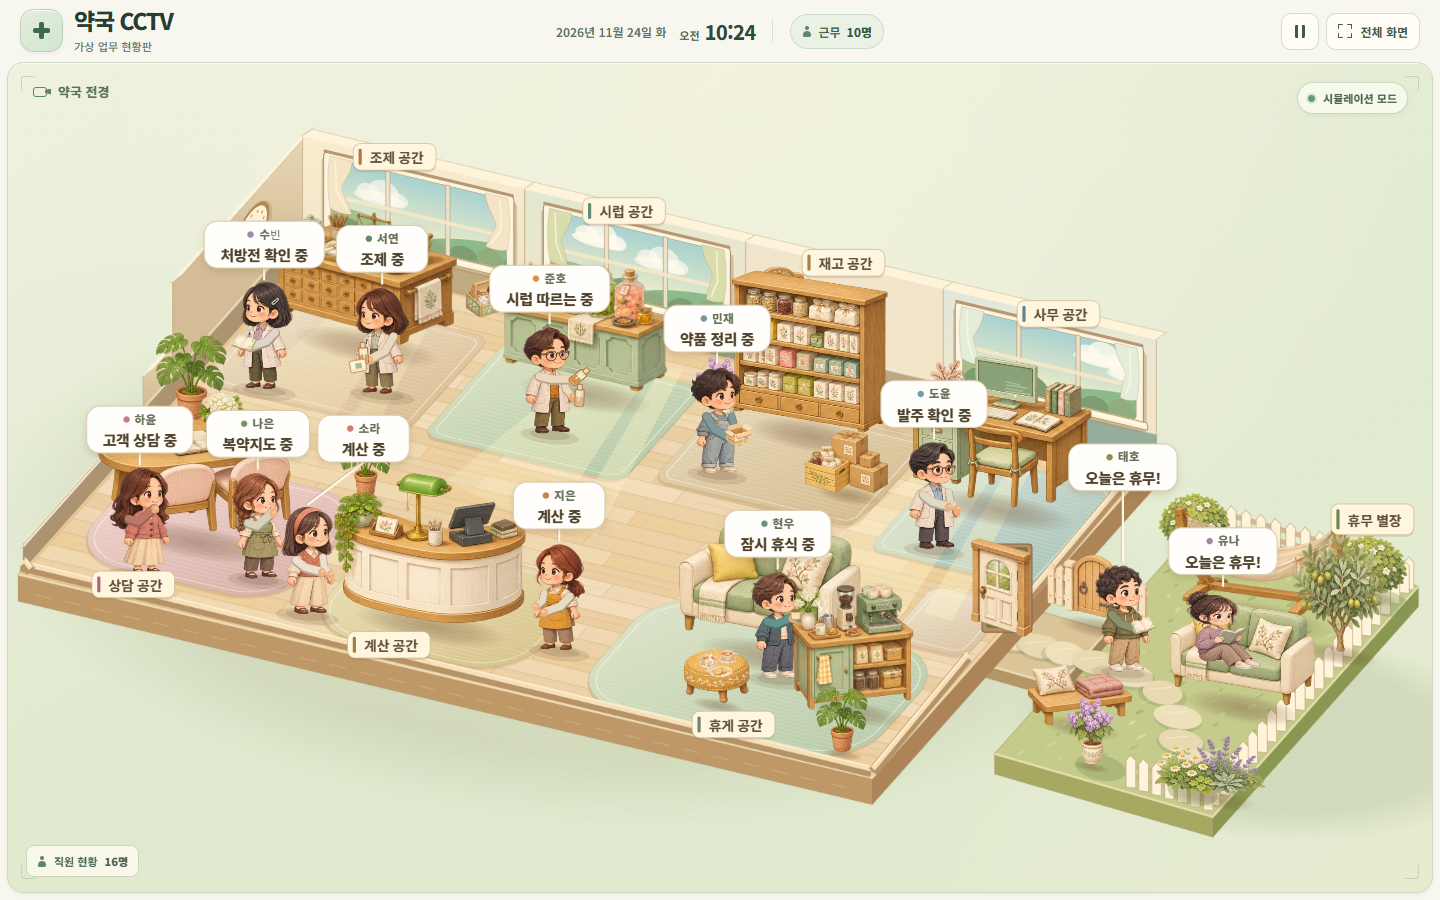 약국 CCTV
가상 업무 현황판
2026년 11월 24일 화 오전 10:24
근무 10명
전체 화면
약국 전경
시뮬레이션 모드
조제 공간
시럽 공간
재고 공간
사무 공간
수빈
처방전 확인 중
서연
조제 중
준호
시럽 따르는 중
민재
약품 정리 중
도윤
발주 확인 중
하윤
고객 상담 중
나은
복약지도 중
소라
계산 중
지은
계산 중
현우
잠시 휴식 중
태호
오늘은 휴무!
유나
오늘은 휴무!
휴무 별장
상담 공간
계산 공간
휴게 공간
직원 현황 16명